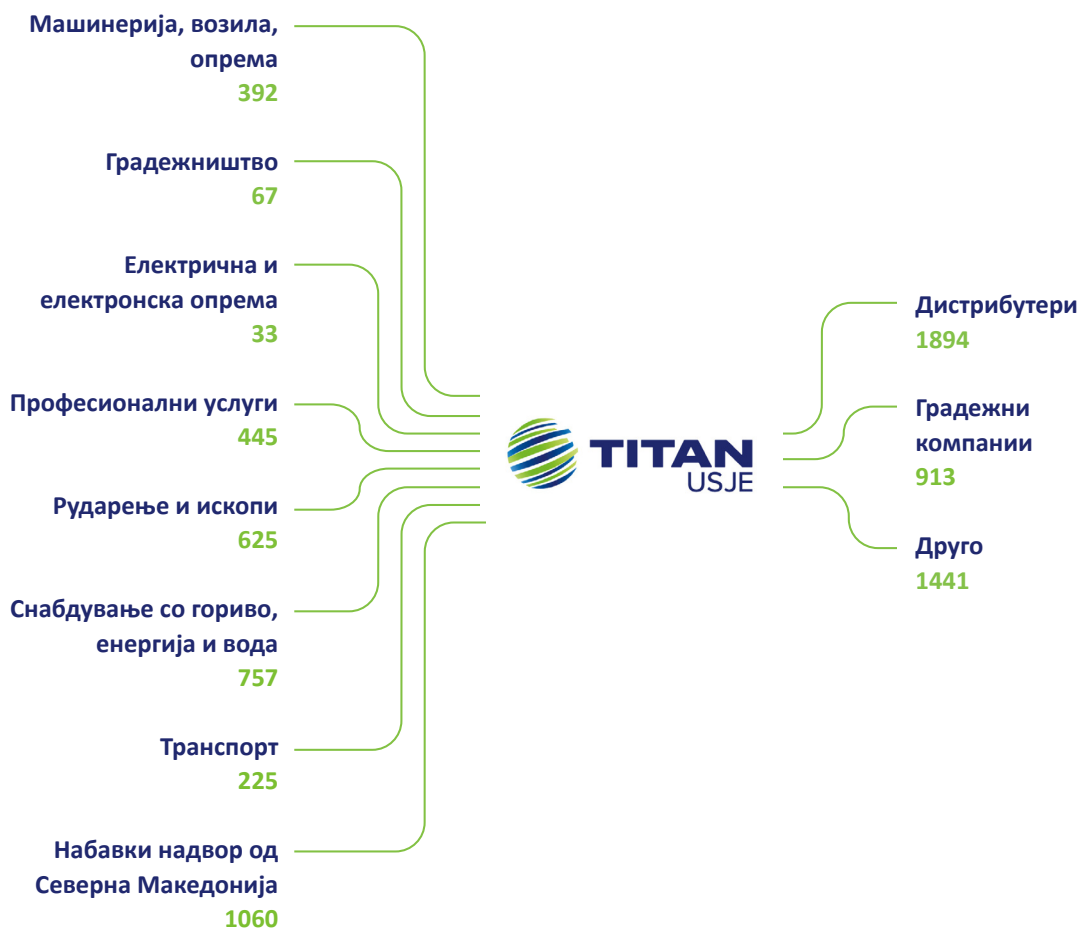 Машинерија, возила,
опрема
392
Градежништво
67
Електрична и
електронска опрема
33
Професионални услуги
445
Рударење и ископи
625
Снабдување со гориво,
енергија и вода
757
Транспорт
225
Набавки надвор од
Северна Македонија
1060
TITAN
USJE
Дистрибутери
1894
Градежни
компании
913
Друго
1441